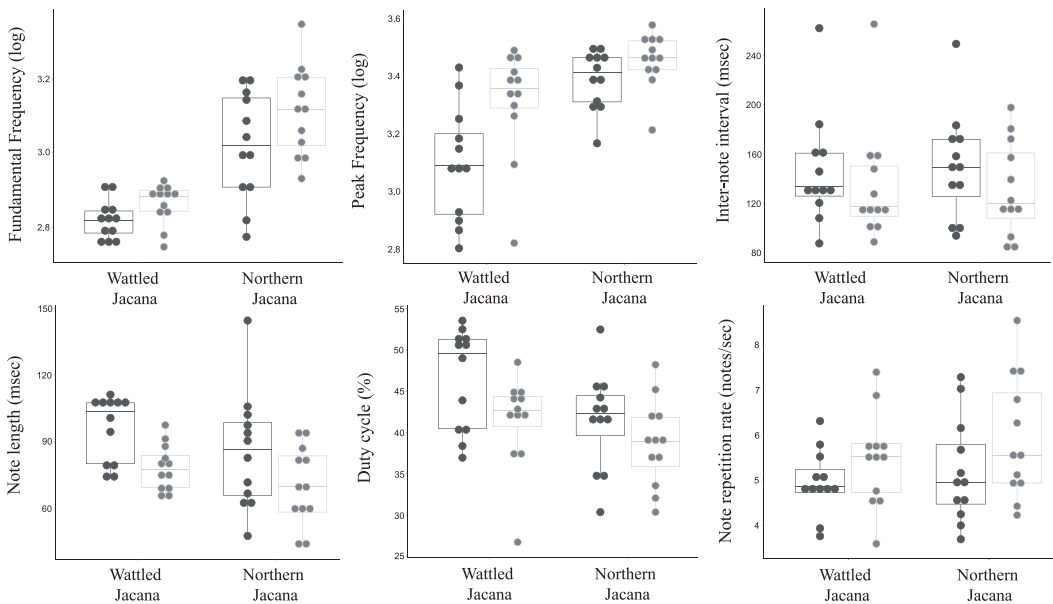 Fundamental Frequency (log)
3.2
3.0
2.8
Wattled
Jacana
Northern
Jacana
Peak Frequency (log)
3.6
3.4
3.2
3.0
2.8
Wattled
Jacana
Northern
Jacana
Inter-note interval (msec)
240
200
160
120
80
Wattled
Jacana
Northern
Jacana
Note length (msec)
150
120
90
60
Wattled
Jacana
Northern
Jacana
Duty cycle (%)
55
50
45
40
35
30
25
Wattled
Jacana
Northern
Jacana
Note repetition rate (notes/sec)
8
7
6
5
4
Wattled
Jacana
Northern
Jacana